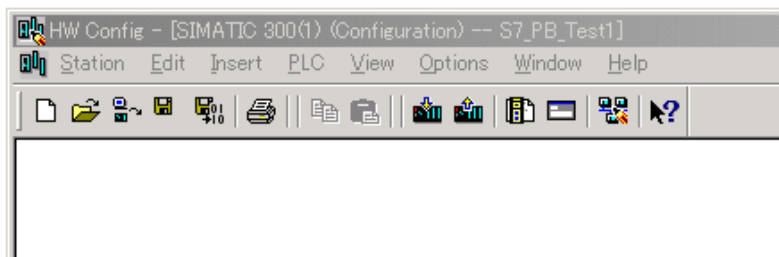 HW Config - [SIMATIC 300(1) (Configuration) -- S7_PB_Test1]
Station Edit Insert PLC View Options Window Help